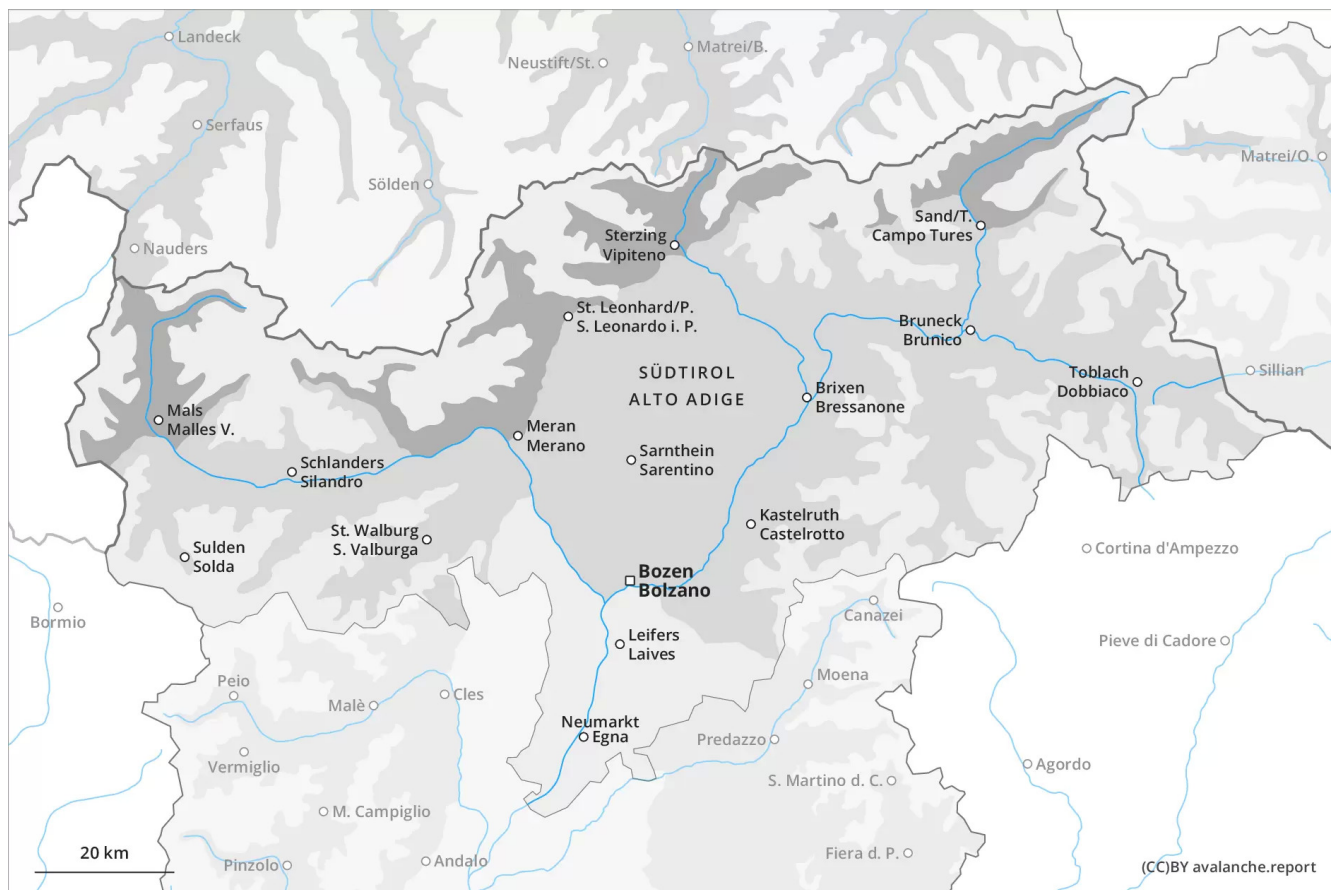 Landeck
Matrei/B.
Neustift/St.
Serfaus
Matrei/O.
Sölden
Sand/T.
Campo Tures
Sterzing
Vipiteno
Nauders
St. Leonhard/P.
S. Leonardo i. P.
Bruneck
Brunico
SÜDTIROL
ALTO ADIGE
Toblach
Dobbiaco
Sillian
Brixen
Bressanone
Mals
Malles V.
Meran
Merano
Sarnthein
Sarentino
Schlanders
Silandro
Kastelruth
Castelrotto
St. Walburg
S. Valburga
Sulden
Solda
Cortina d'Ampezzo
Bozen
Bolzano
Bormio
Canazei
Leifers
Laives
Pieve di Cadore
Peio
Moena
Cles
Malè
Neumarkt
Egna
Predazzo
Vermiglio
Agordo
S. Martino d. C.
M. Campiglio
20 km
Andalo
Fiera d. P.
Pinzolo
(CC)BY avalanche.report